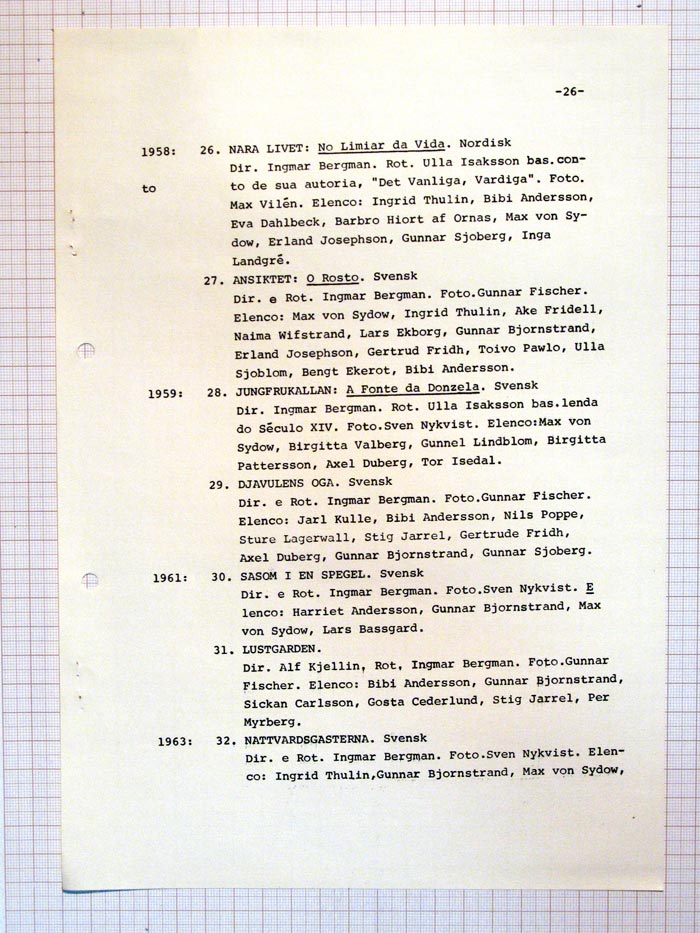 -26-
1958: 26. NARA LIVET: No Limiar da Vida. Nordisk
Dir. Ingmar Bergman. Rot. Ulla Isaksson bas.con-
to to de sua autoria, "Det Vanliga, Vardiga". Foto.
Max Vilén. Elenco: Ingrid Thulin, Bibi Andersson,
Eva Dahlbeck, Barbro Hiort af Ornas, Max von Sy-
dow, Erland Josephson, Gunnar Sjoberg, Inga
Landgré.
27. ANSIKTET: O Rosto. Svensk
Dir. e Rot. Ingmar Bergman. Foto.Gunnar Fischer.
Elenco: Max von Sydow, Ingrid Thulin, Ake Fridell,
Naima Wifstrand, Lars Ekborg, Gunnar Bjornstrand,
Erland Josephson, Gertrud Fridh, Toivo Pawlo, Ulla
Sjoblom, Bengt Ekerot, Bibi Andersson.
1959: 28. JUNGFRUKALLAN: A Fonte da Donzela. Svensk
Dir. Ingmar Bergman. Rot. Ulla Isaksson bas.lenda
do Século XIV. Foto.Sven Nykvist. Elenco:Max von
Sydow, Birgitta Valberg, Gunnel Lindblom, Birgitta
Pattersson, Axel Duberg, Tor Isedal.
29. DJAVULENS OGA. Svensk
Dir. e Rot. Ingmar Bergman. Foto.Gunnar Fischer.
Elenco: Jarl Kulle, Bibi Andersson, Nils Poppe,
Sture Lagerwall, Stig Jarrel, Gertrude Fridh,
Axel Duberg, Gunnar Bjornstrand, Gunnar Sjoberg.
1961: 30. SASOM I EN SPEGEL. Svensk
Dir. e Rot. Ingmar Bergman. Foto.Sven Nykvist. E
lenco: Harriet Andersson, Gunnar Bjornstrand, Max
von Sydow, Lars Bassgard.
31. LUSTGARDEN.
Dir. Alf Kjellin, Rot. Ingmar Bergman. Foto.Gunnar
Fischer. Elenco: Bibi Andersson, Gunnar Bjornstrand,
Sickan Carlsson, Gosta Cederlund, Stig Jarrel, Per
Myrberg.
1963: 32. NATTVARDSGASTERNA. Svensk
Dir. e Rot. Ingmar Bergman. Foto.Sven Nykvist. Elen-
co: Ingrid Thulin,Gunnar Bjornstrand, Max von Sydow,